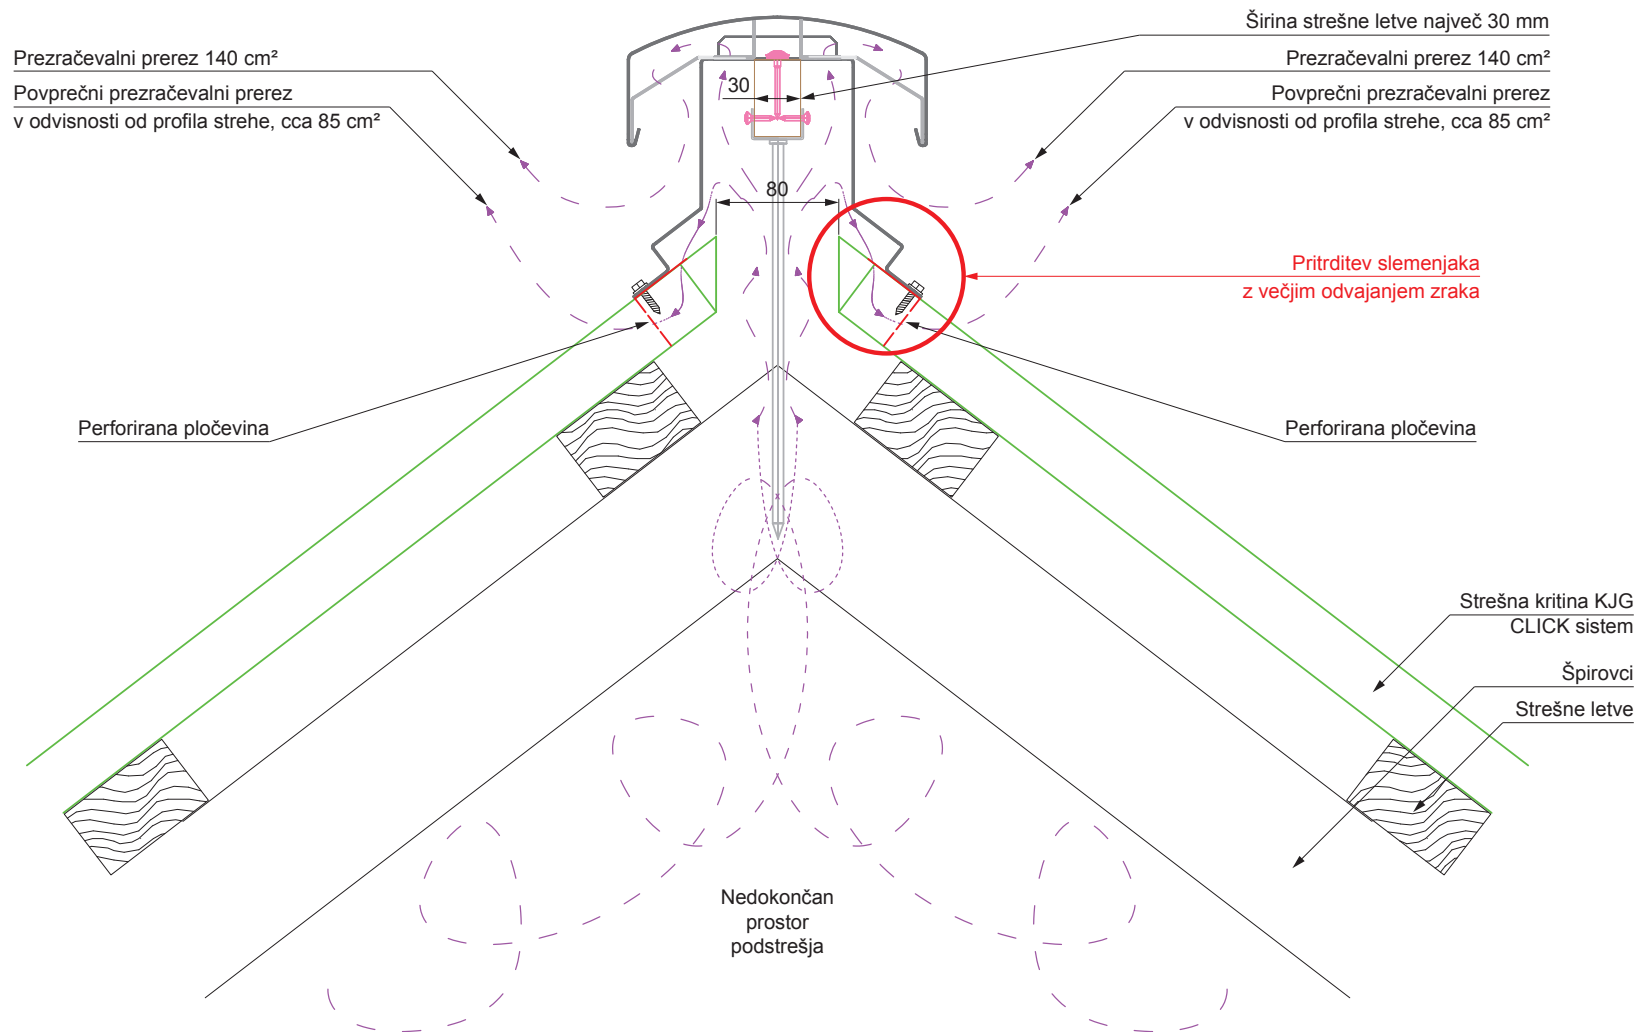 Širina strešne letve največ 30 mm
Prezračevalni prerez 140 cm²
Povprečni prezračevalni prerez
v odvisnosti od profila strehe, cca 85 cm²
Prezračevalni prerez 140 cm²
Povprečni prezračevalni prerez
v odvisnosti od profila strehe, cca 85 cm²
30
80
Pritrditev slemenjaka
z večjim odvajanjem zraka
Perforirana pločevina
Perforirana pločevina
Strešna kritina KJG
CLICK sistem
Špirovci
Strešne letve
Nedokončan
prostor
podstrešja